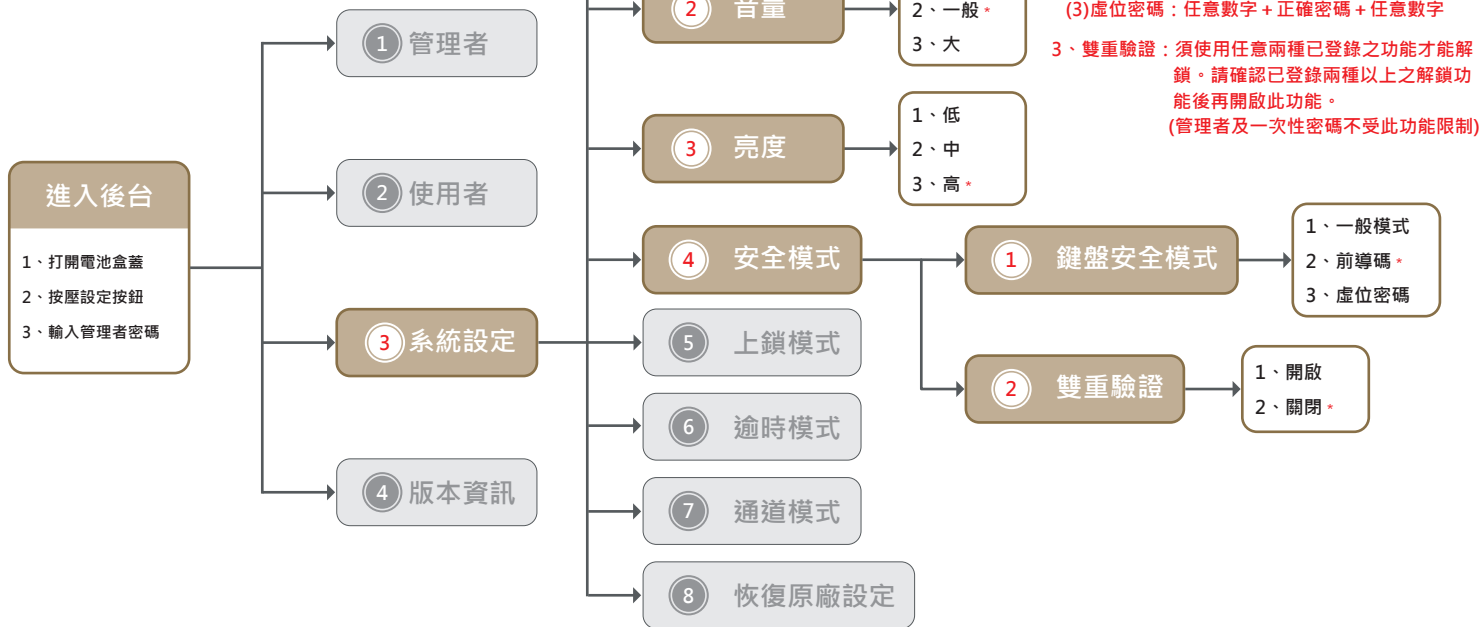 進入後台
1、打開電池盒蓋
2、按壓設定按鈕
3、輸入管理者密碼
1 管理者
2 使用者
3 系統設定
4 版本資訊
2 音量
2、一般 *
3、大
3 亮度
1、低
2、中
3、高 *
4 安全模式
5 上鎖模式
6 逾時模式
7 通道模式
8 恢復原廠設定
1 鍵盤安全模式
1、一般模式
2、前導碼 *
3、虛位密碼
2 雙重驗證
1、開啟
2、關閉 *
(3)虛位密碼：任意數字+正確密碼+任意數字
3、雙重驗證：須使用任意兩種已登錄之功能才能解
鎖。請確認已登錄兩種以上之解鎖功
能後再開啟此功能。
(管理者及一次性密碼不受此功能限制)